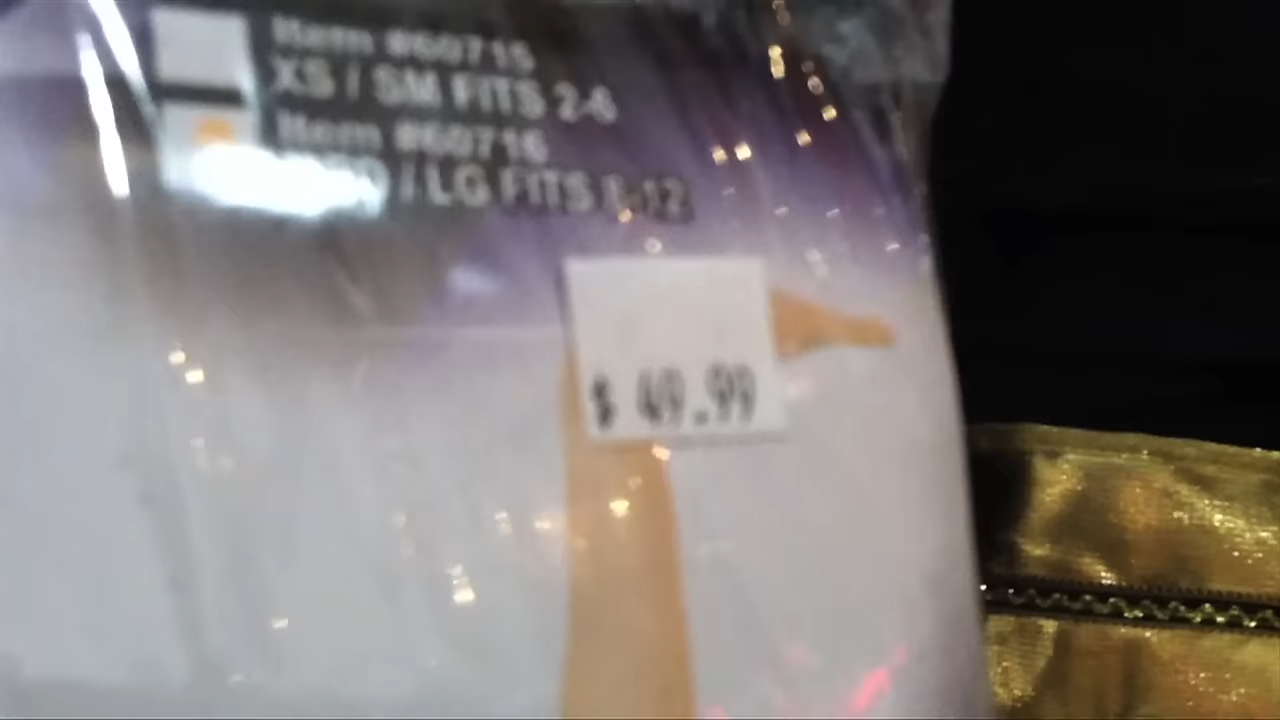 Item #60715
XS / SM FITS 2-6
Item #60716
/ LG FITS 8-12
$ 49.99